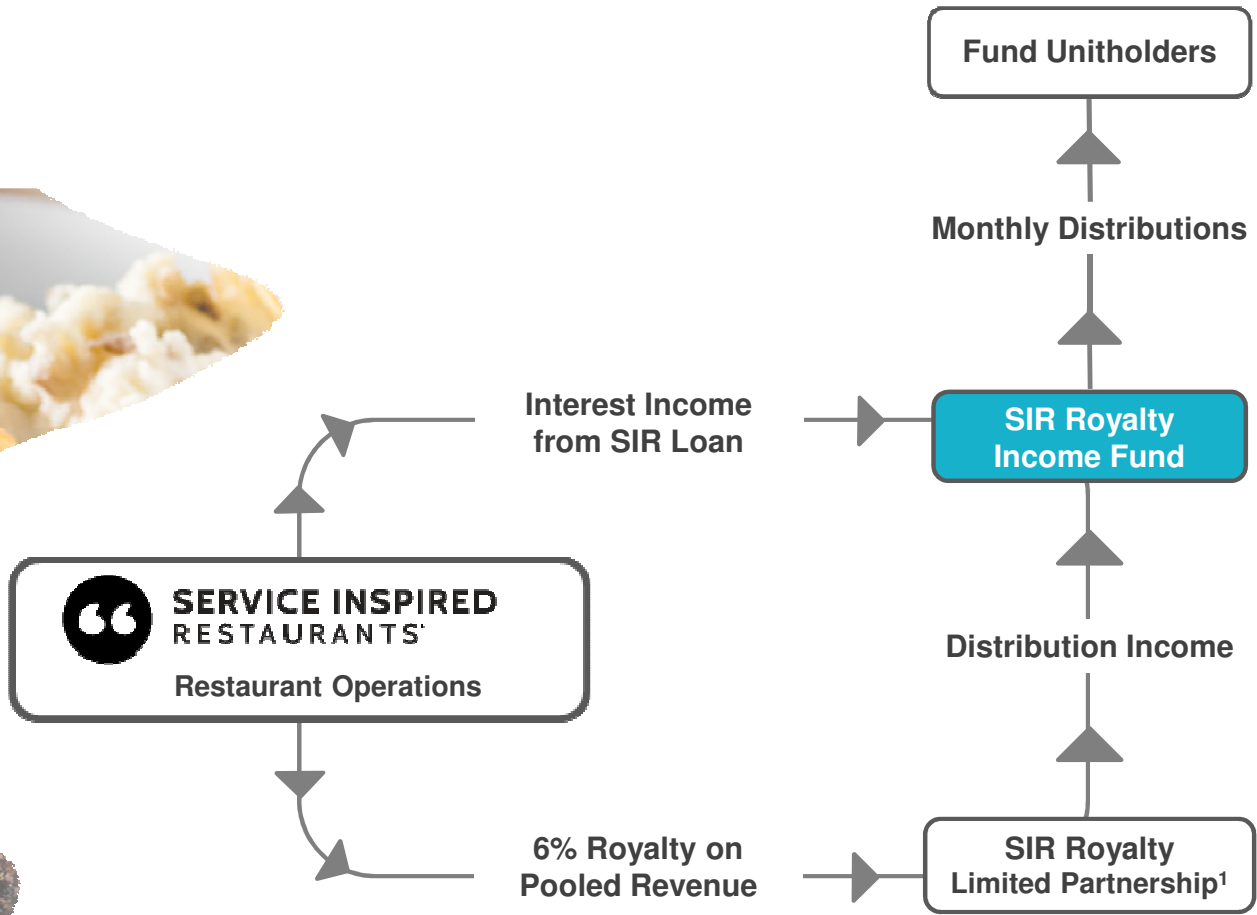 Fund Unitholders
Monthly Distributions
Interest Income
from SIR Loan
SIR Royalty
Income Fund
SERVICE INSPIRED
RESTAURANTS
Restaurant Operations
Distribution Income
6% Royalty on
Pooled Revenue
SIR Royalty
Limited Partnership¹